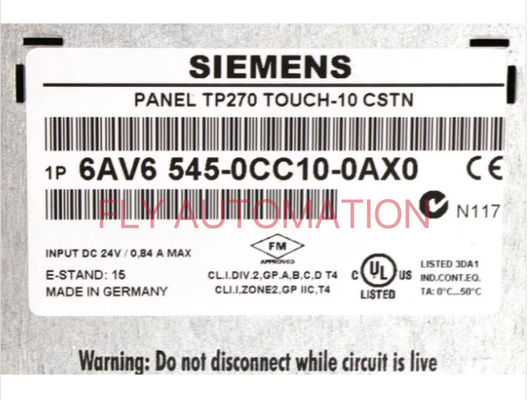 SIEMENS
PANEL TP270 TOUCH-10 CSTN
1P 6AV6 545-0CC10-0AX0 CE
FLY AUTOMATION
N117
INPUT DC 24V / 0,84 A MAX
E-STAND: 15
MADE IN GERMANY
FM
APPROVED
CL.I.DIV.2,GP.A,B,C,D T4
CL.I,ZONE2,GP IIC,T4
C UL US
LISTED
LISTED 3DA1
IND.CONT.EQ.
TA: 0°C...50°C
Warning: Do not disconnect while circuit is live